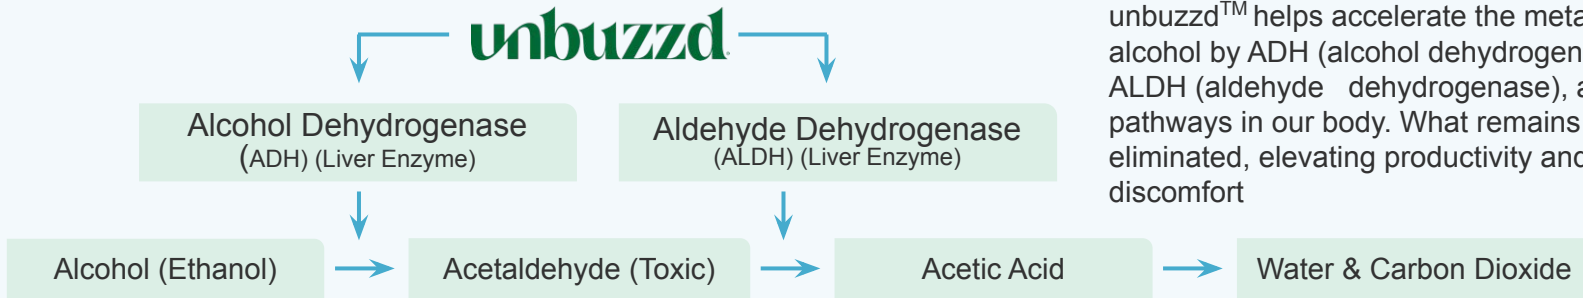 unbuzzd
Alcohol Dehydrogenase
(ADH) (Liver Enzyme)
Aldehyde Dehydrogenase
(ALDH) (Liver Enzyme)
unbuzzd™ helps accelerate the
alcohol by ADH (alcohol
ALDH (aldehyde dehydrogenase),
pathways in our body. What remains
eliminated, elevating productivity and
discomfort
Alcohol (Ethanol)
Acetaldehyde (Toxic)
Acetic Acid
Water & Carbon Dioxide